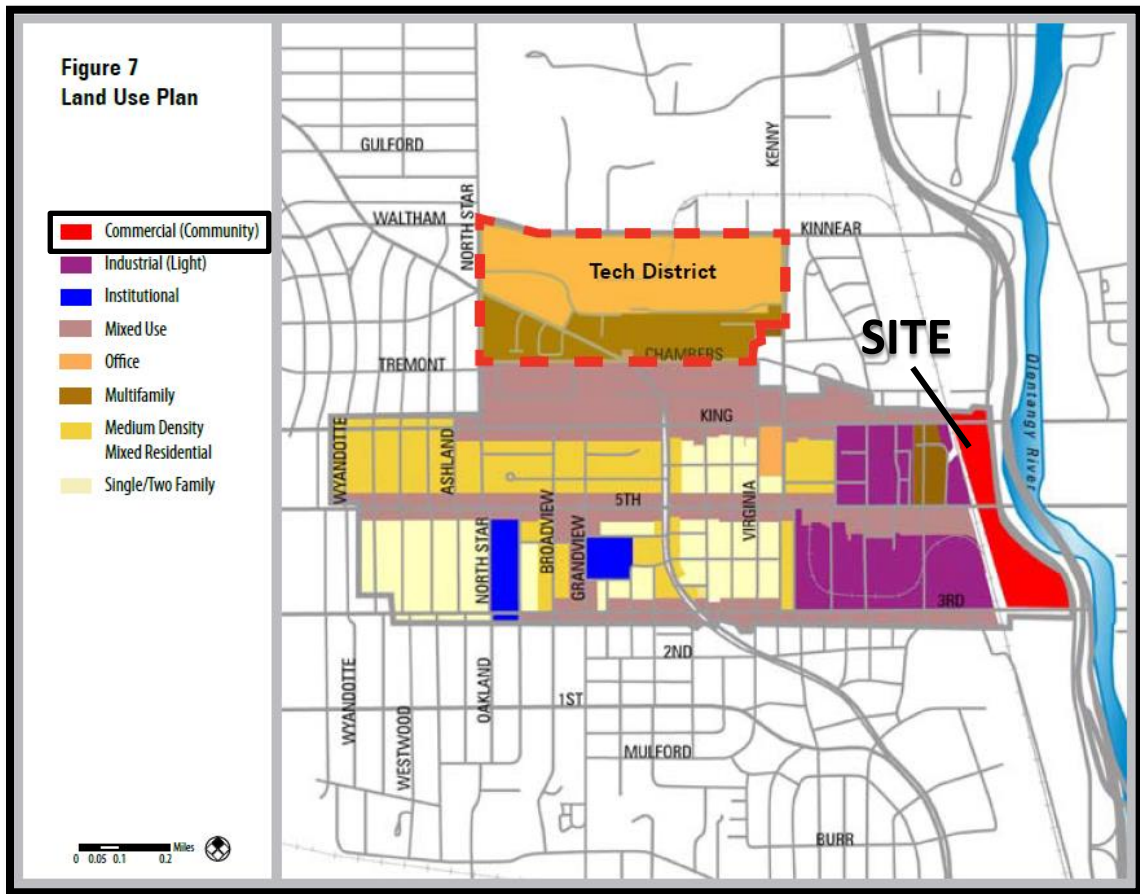 Figure 7
Land Use Plan
Commercial (Community)
Industrial (Light)
Institutional
Mixed Use
Office
Multifamily
Medium Density
Mixed Residential
Single/Two Family
0 0.05 0.1 0.2 Miles
GULFORD
KENNY
WALTHAM
NORTH STAR
KINNEAR
Tech District
SITE
Olentangy River
CHAMBERS
TREMONT
KING
WYANDOTTE
ASHLAND
5TH
BROADVIEW
VIRGINIA
GRANDVIEW
NORTH STAR
3RD
2ND
WYANDOTTE
OAKLAND
1ST
WESTWOOD
MULFORD
BURR